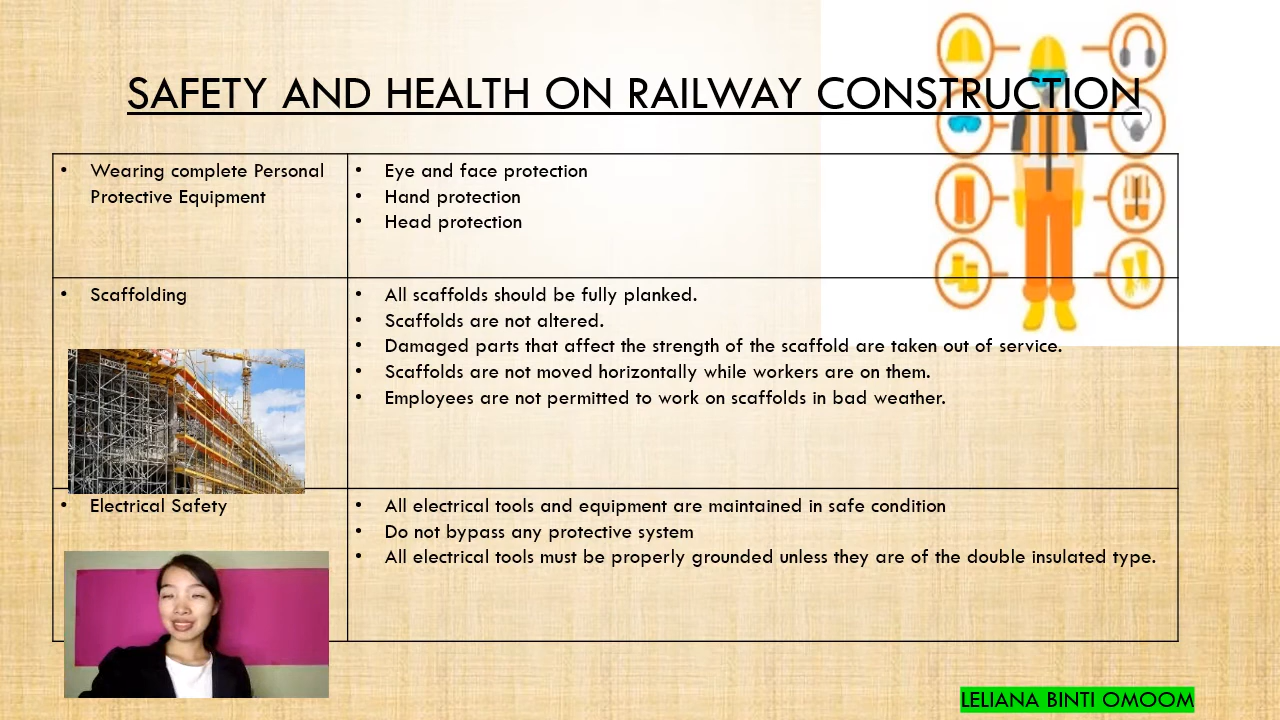 SAFETY AND HEALTH ON RAILWAY CONSTRUCTION
• Wearing complete Personal
Protective Equipment
• Eye and face protection
• Hand protection
• Head protection
• Scaffolding
• All scaffolds should be fully planked.
• Scaffolds are not altered.
• Damaged parts that affect the strength of the scaffold are taken out of service.
• Scaffolds are not moved horizontally while workers are on them.
• Employees are not permitted to work on scaffolds in bad weather.
• Electrical Safety
• All electrical tools and equipment are maintained in safe condition
• Do not bypass any protective system
• All electrical tools must be properly grounded unless they are of the double insulated type.
LELIANA BINTI OMOOM